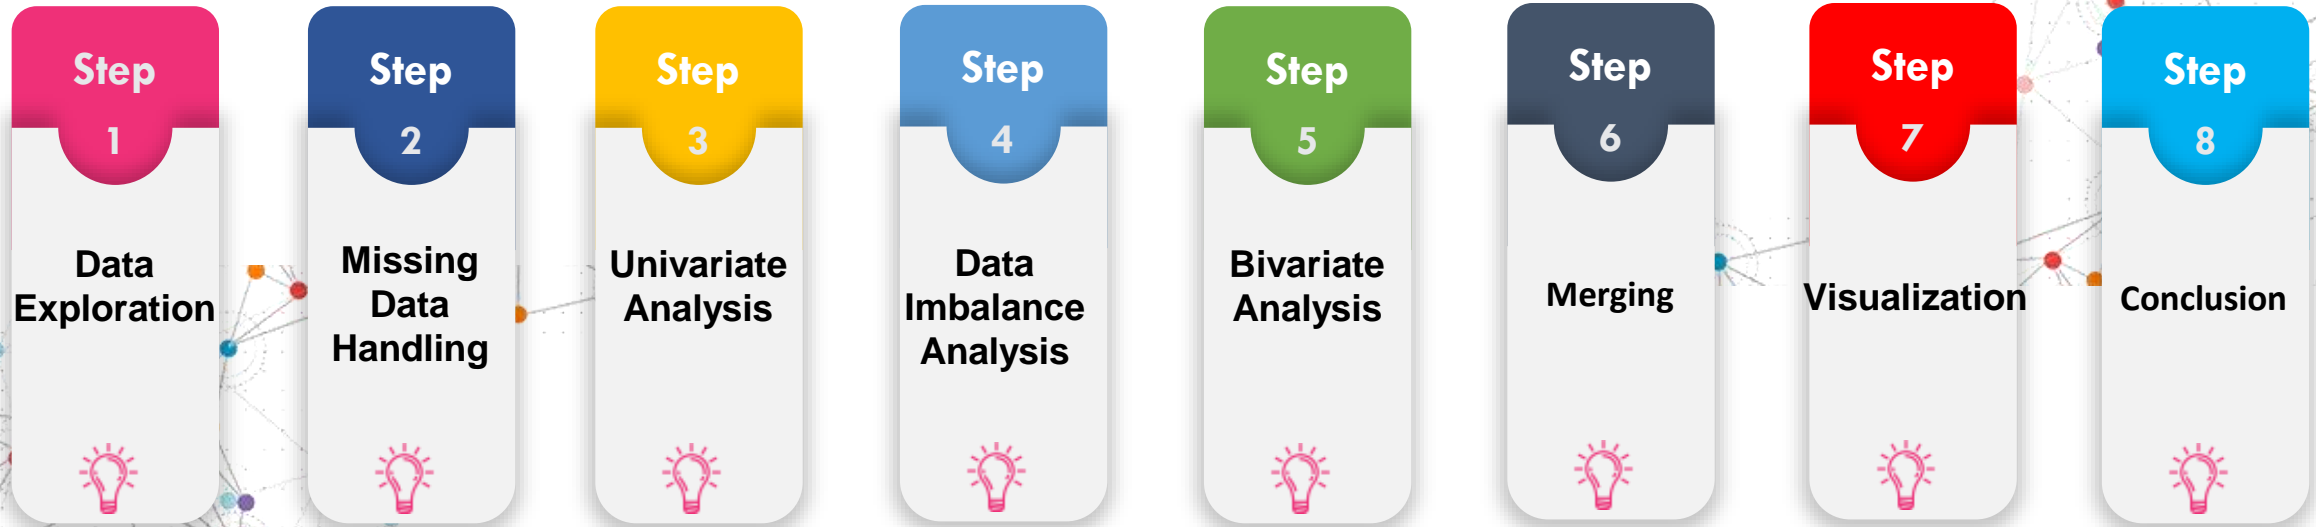 Step
1
Data
Exploration
Step
2
Missing
Data
Handling
Step
3
Univariate
Analysis
Step
4
Data
Imbalance
Analysis
Step
5
Bivariate
Analysis
Step
6
Merging
Step
7
Visualization
Step
8
Conclusion